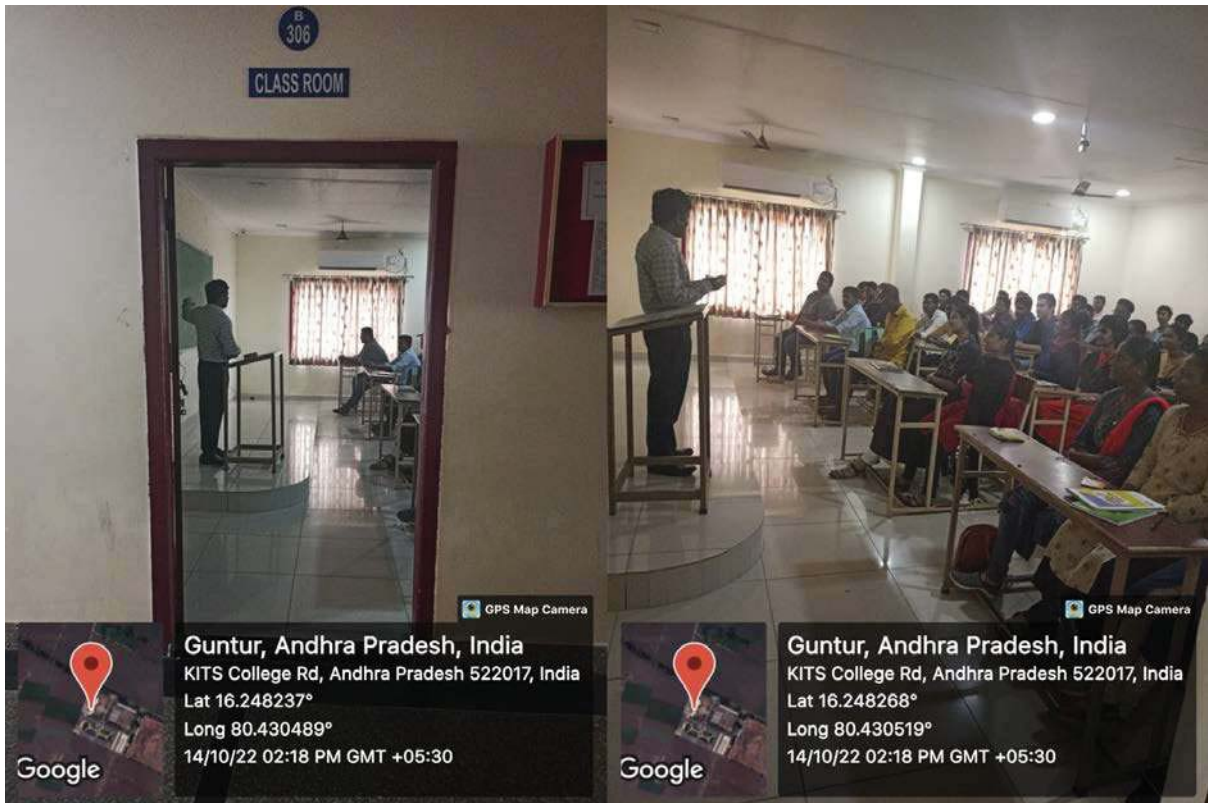 B
306
CLASS ROOM
GPS Map Camera
Guntur, Andhra Pradesh, India
KITS College Rd, Andhra Pradesh 522017, India
Lat 16.248237°
Long 80.430489°
14/10/22 02:18 PM GMT +05:30
Google
GPS Map Camera
Guntur, Andhra Pradesh, India
KITS College Rd, Andhra Pradesh 522017, India
Lat 16.248268°
Long 80.430519°
14/10/22 02:18 PM GMT +05:30
Google